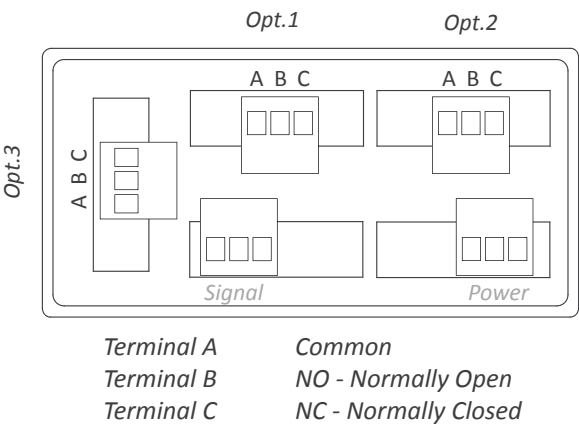 Opt.1 Opt.2
A B C A B C
Opt.3
A B C
Signal Power
Terminal A Common
Terminal B NO - Normally Open
Terminal C NC - Normally Closed